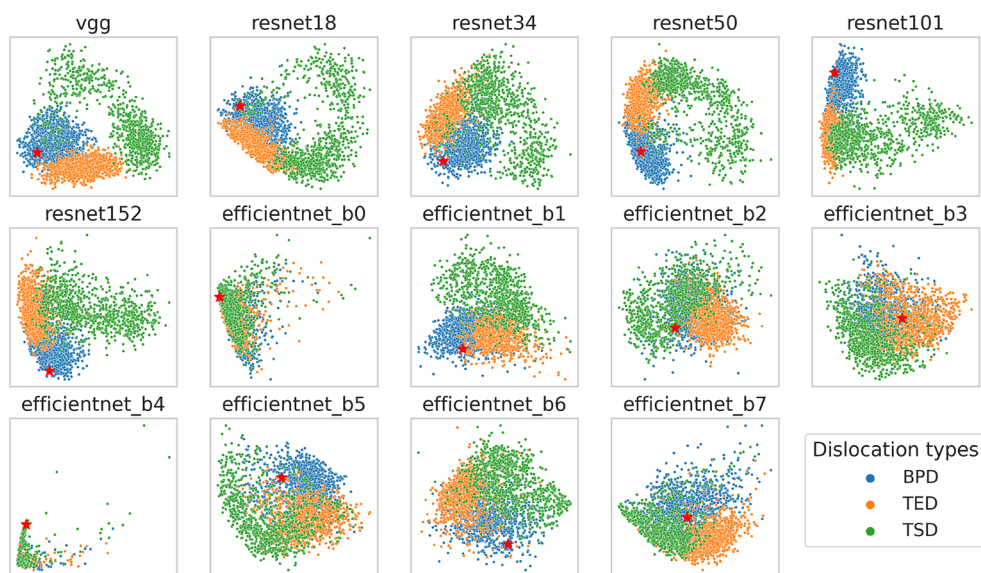 vgg
resnet18
resnet34
resnet50
resnet101
resnet152
efficientnet_b0
efficientnet_b1
efficientnet_b2
efficientnet_b3
efficientnet_b4
efficientnet_b5
efficientnet_b6
efficientnet_b7
Dislocation types
BPD
TED
TSD